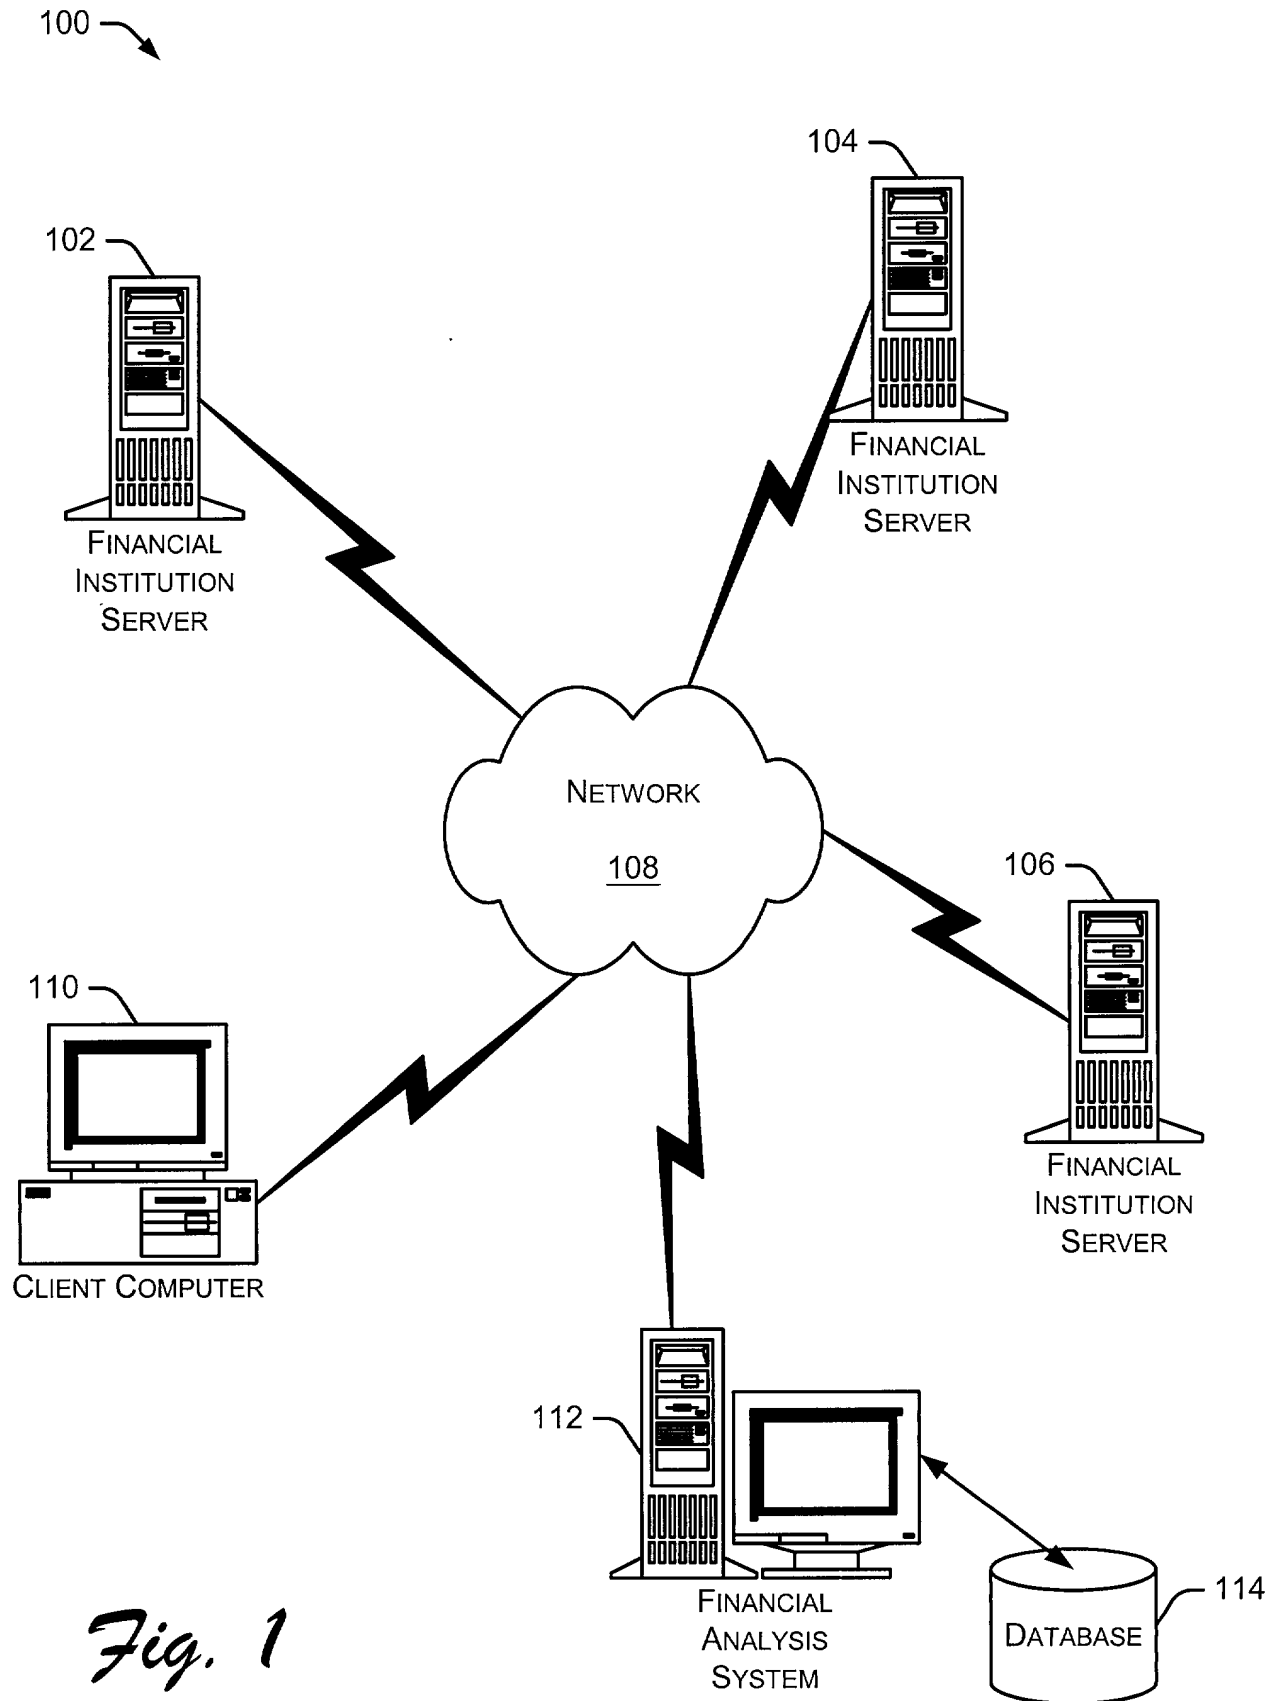 100
104
102
FINANCIAL
INSTITUTION
SERVER
FINANCIAL
INSTITUTION
SERVER
NETWORK
108
106
110
FINANCIAL
INSTITUTION
SERVER
CLIENT COMPUTER
112
114
DATABASE
FINANCIAL
ANALYSIS
SYSTEM
Fig. 1